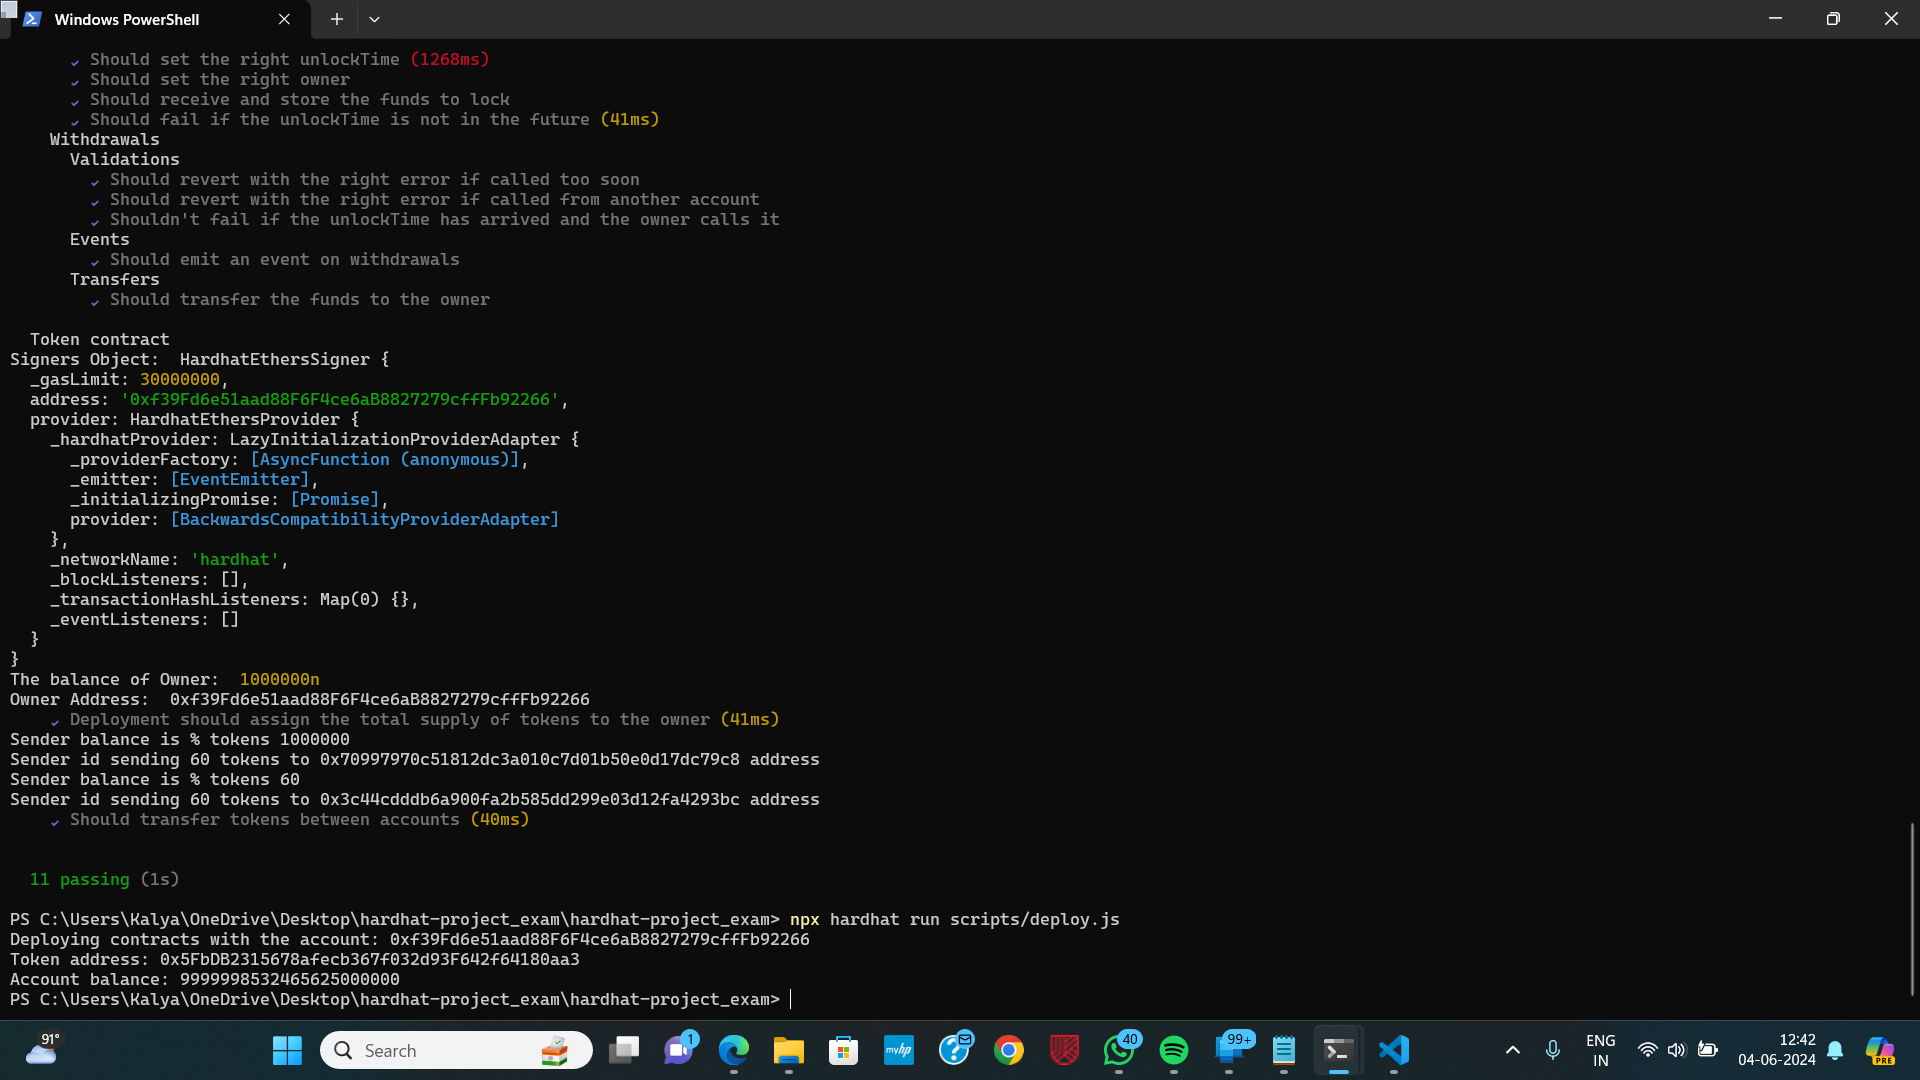 Windows PowerShell
✓ Should set the right unlockTime (1268ms)
✓ Should set the right owner
✓ Should receive and store the funds to lock
✓ Should fail if the unlockTime is not in the future (41ms)
Withdrawals
Validations
✓ Should revert with the right error if called too soon
✓ Should revert with the right error if called from another account
✓ Shouldn't fail if the unlockTime has arrived and the owner calls it
Events
✓ Should emit an event on withdrawals
Transfers
✓ Should transfer the funds to the owner
Token contract
Signers Object:  HardhatEthersSigner {
_gasLimit: 30000000,
address: '0xf39Fd6e51aad88F6F4ce6aB8827279cffFb92266',
provider: HardhatEthersProvider {
_hardhatProvider: LazyInitializationProviderAdapter {
_providerFactory: [AsyncFunction (anonymous)],
_emitter: [EventEmitter],
_initializingPromise: [Promise],
provider: [BackwardsCompatibilityProviderAdapter]
},
_networkName: 'hardhat',
_blockListeners: [],
_transactionHashListeners: Map(0) {},
_eventListeners: []
}
}
The balance of Owner:  1000000n
Owner Address:  0xf39Fd6e51aad88F6F4ce6aB8827279cffFb92266
✓ Deployment should assign the total supply of tokens to the owner (41ms)
Sender balance is % tokens 1000000
Sender id sending 60 tokens to 0x70997970c51812dc3a010c7d01b50e0d17dc79c8 address
Sender balance is % tokens 60
Sender id sending 60 tokens to 0x3c44cdddb6a900fa2b585dd299e03d12fa4293bc address
✓ Should transfer tokens between accounts (40ms)
11 passing (1s)
PS C:\Users\Kalya\OneDrive\Desktop\hardhat-project_exam\hardhat-project_exam> npx hardhat run scripts/deploy.js
Deploying contracts with the account: 0xf39Fd6e51aad88F6F4ce6aB8827279cffFb92266
Token address: 0x5FbDB2315678afecb367f032d93F642f64180aa3
Account balance: 9999998532465625000000
PS C:\Users\Kalya\OneDrive\Desktop\hardhat-project_exam\hardhat-project_exam>
91°
Search
1
myhp
40
99+
ENG
IN
12:42
04-06-2024
PRE